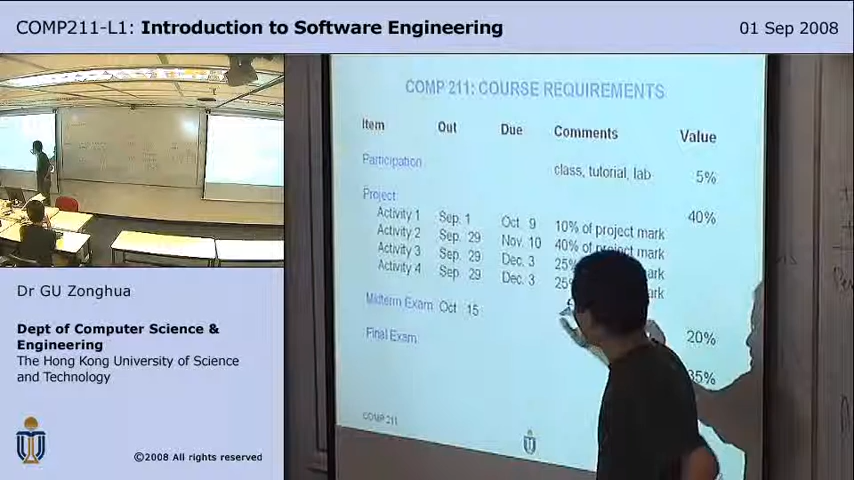 COMP211-L1: Introduction to Software Engineering
01 Sep 2008
COMP 211: COURSE REQUIREMENTS
Item Out Due Comments Value
Participation class, tutorial, lab 5%
Project 40%
Activity 1 Sep. 1 Oct 9 10% of project mark
Activity 2 Sep. 29 Nov. 10 40% of project mark
Activity 3 Sep. 29 Dec. 3 25% mark
Activity 4 Sep 29 Dec. 3 25
Midterm Exam Oct 15 20%
Final Exam 35%
COMP 211
Dr GU Zonghua
Dept of Computer Science &
Engineering
The Hong Kong University of Science
and Technology
©2008 All rights reserved